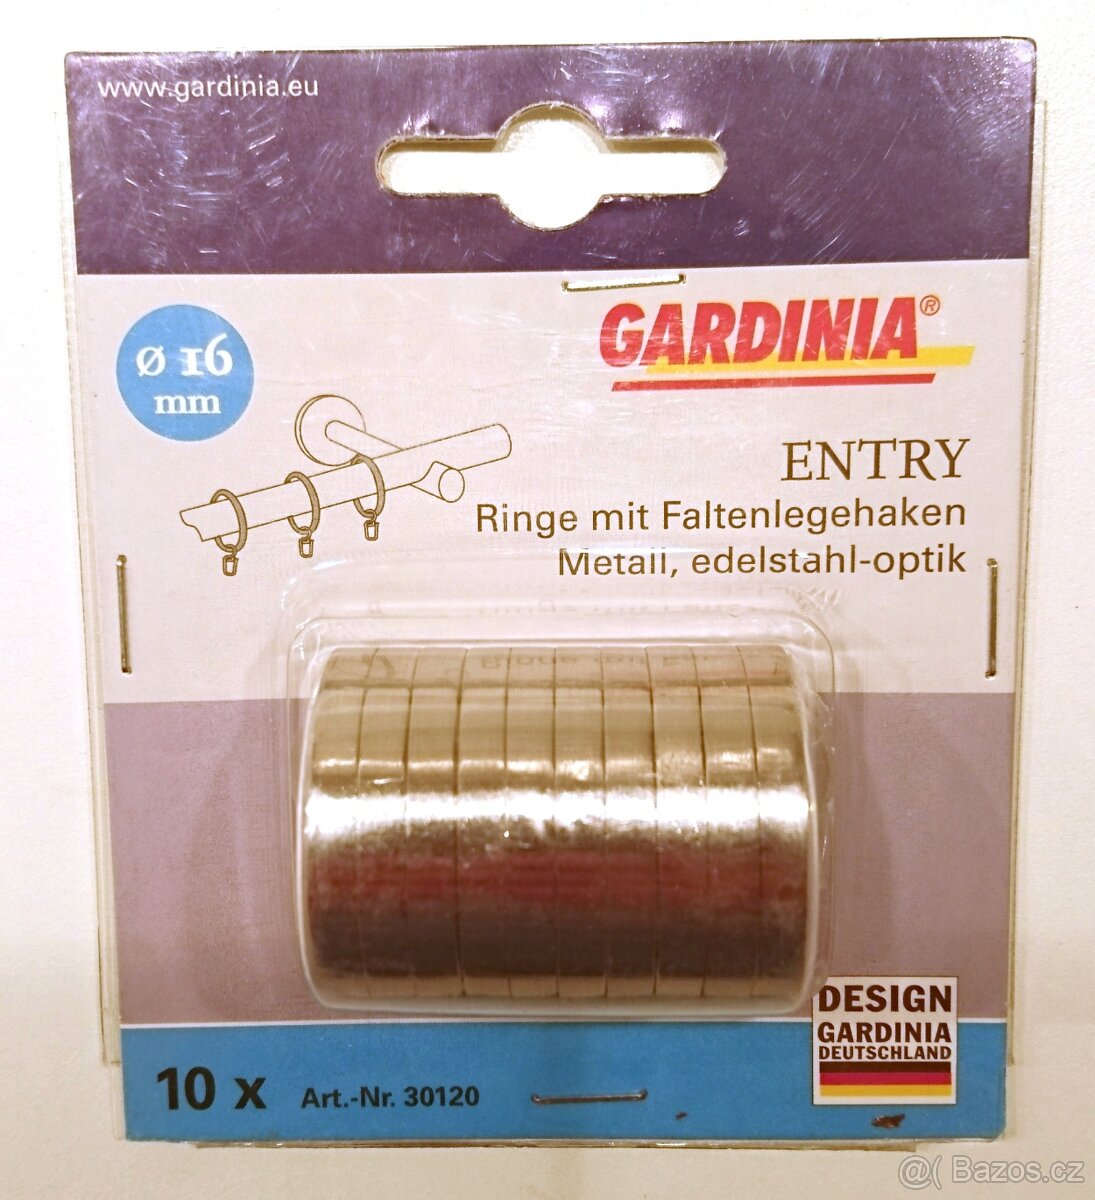 www.gardinia.eu
ø 16
mm
GARDINIA®
ENTRY
Ringe mit Faltenlegehaken
Metall, edelstahl-optik
DESIGN
GARDINIA
DEUTSCHLAND
10 x Art.-Nr. 30120
@( Bazos.cz